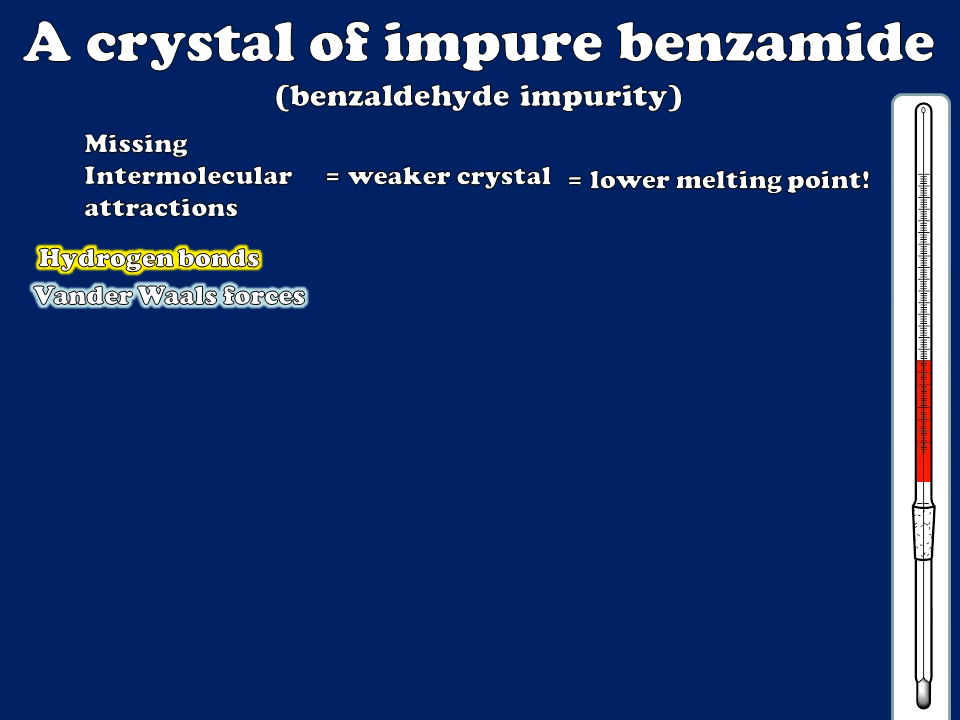 A crystal of impure benzamide
(benzaldehyde impurity)
Missing
Intermolecular = weaker crystal = lower melting point!
attractions
Hydrogen bonds
Vander Waals forces
0